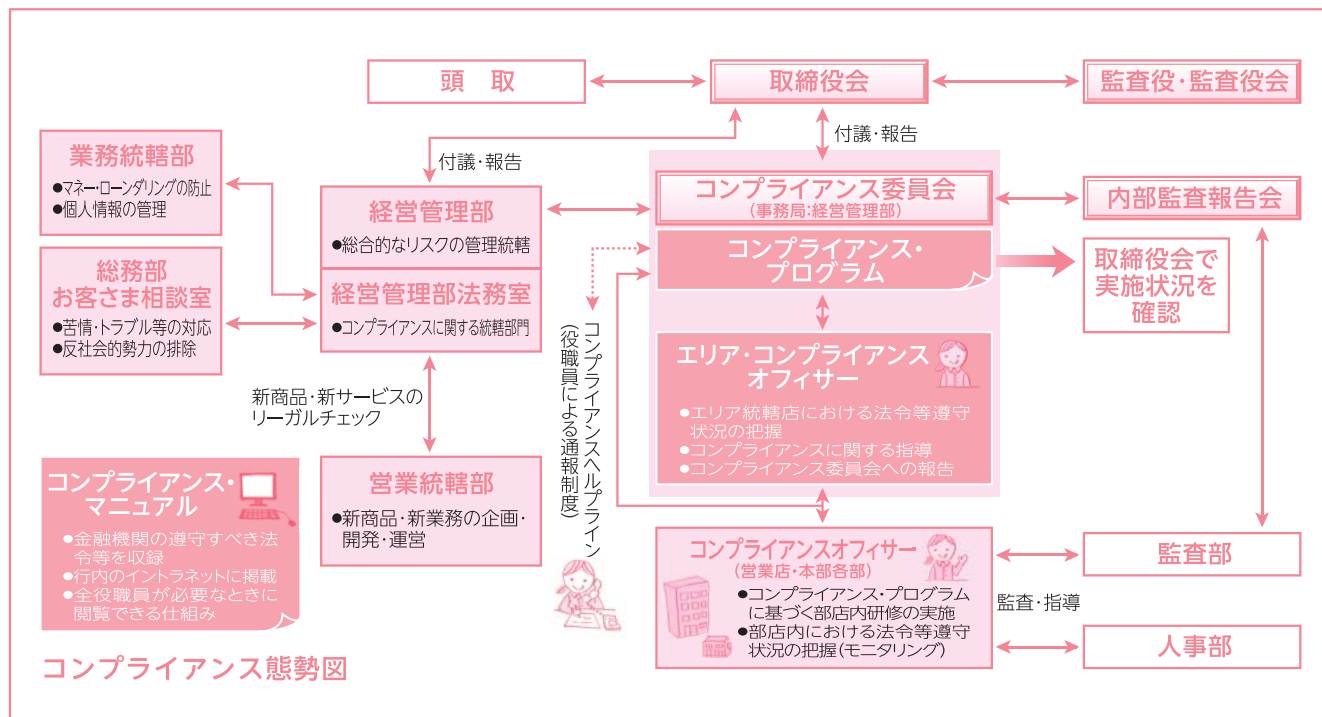 頭 取
取締役会
監査役・監査役会
付議・報告
付議・報告
業務統轄部
●マネー・ローンダリングの防止
●個人情報の管理
総務部
お客さま相談室
●苦情・トラブル等の対応
●反社会的勢力の排除
経営管理部
●総合的なリスクの管理統轄
経営管理部法務室
●コンプライアンスに関する統轄部門
コンプライアンス委員会
(事務局:経営管理部)
コンプライアンス・
プログラム
内部監査報告会
取締役会で
実施状況を
確認
エリア・コンプライアンス
オフィサー
●エリア統轄店における法令等遵守
状況の把握
●コンプライアンスに関する指導
●コンプライアンス委員会への報告
コンプライアンスヘルプライン
(役職員による通報制度)
新商品・新サービスの
リーガルチェック
営業統轄部
●新商品・新業務の企画・
開発・運営
コンプライアンス・
マニュアル
●金融機関の遵守すべき法
令等を収録
●行内のイントラネットに掲載
●全役職員が必要なときに
閲覧できる仕組み
コンプライアンスオフィサー
(営業店・本部各部)
●コンプライアンス・プログラム
に基づく部店内研修の実施
●部店内における法令等遵守
状況の把握(モニタリング)
監査・指導
監査部
人事部
コンプライアンス態勢図